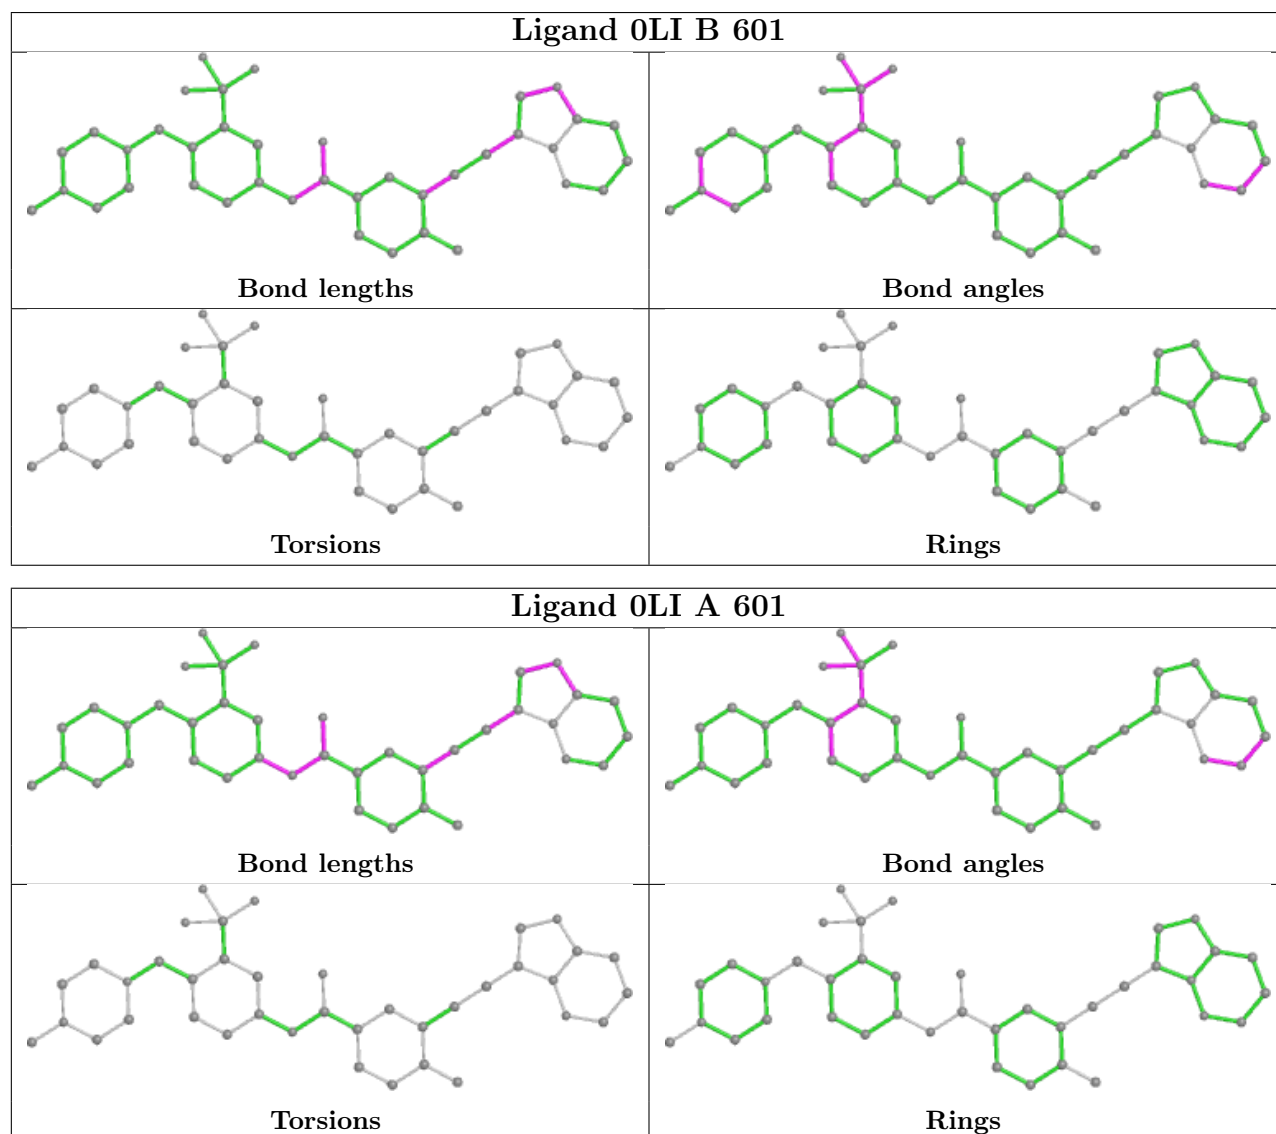 Ligand 0LI B 601
Bond lengths
Bond angles
Torsions
Rings
Ligand 0LI A 601
Bond lengths
Bond angles
Torsions
Rings